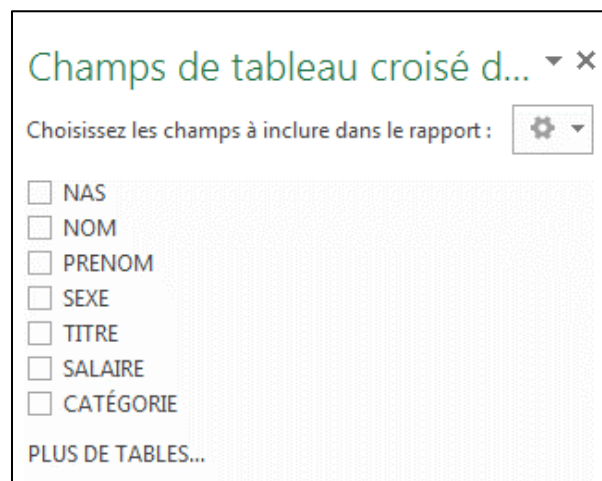 Champs de tableau croisé d...
Choisissez les champs à inclure dans le rapport :
NAS
NOM
PRENOM
SEXE
TITRE
SALAIRE
CATÉGORIE
PLUS DE TABLES...